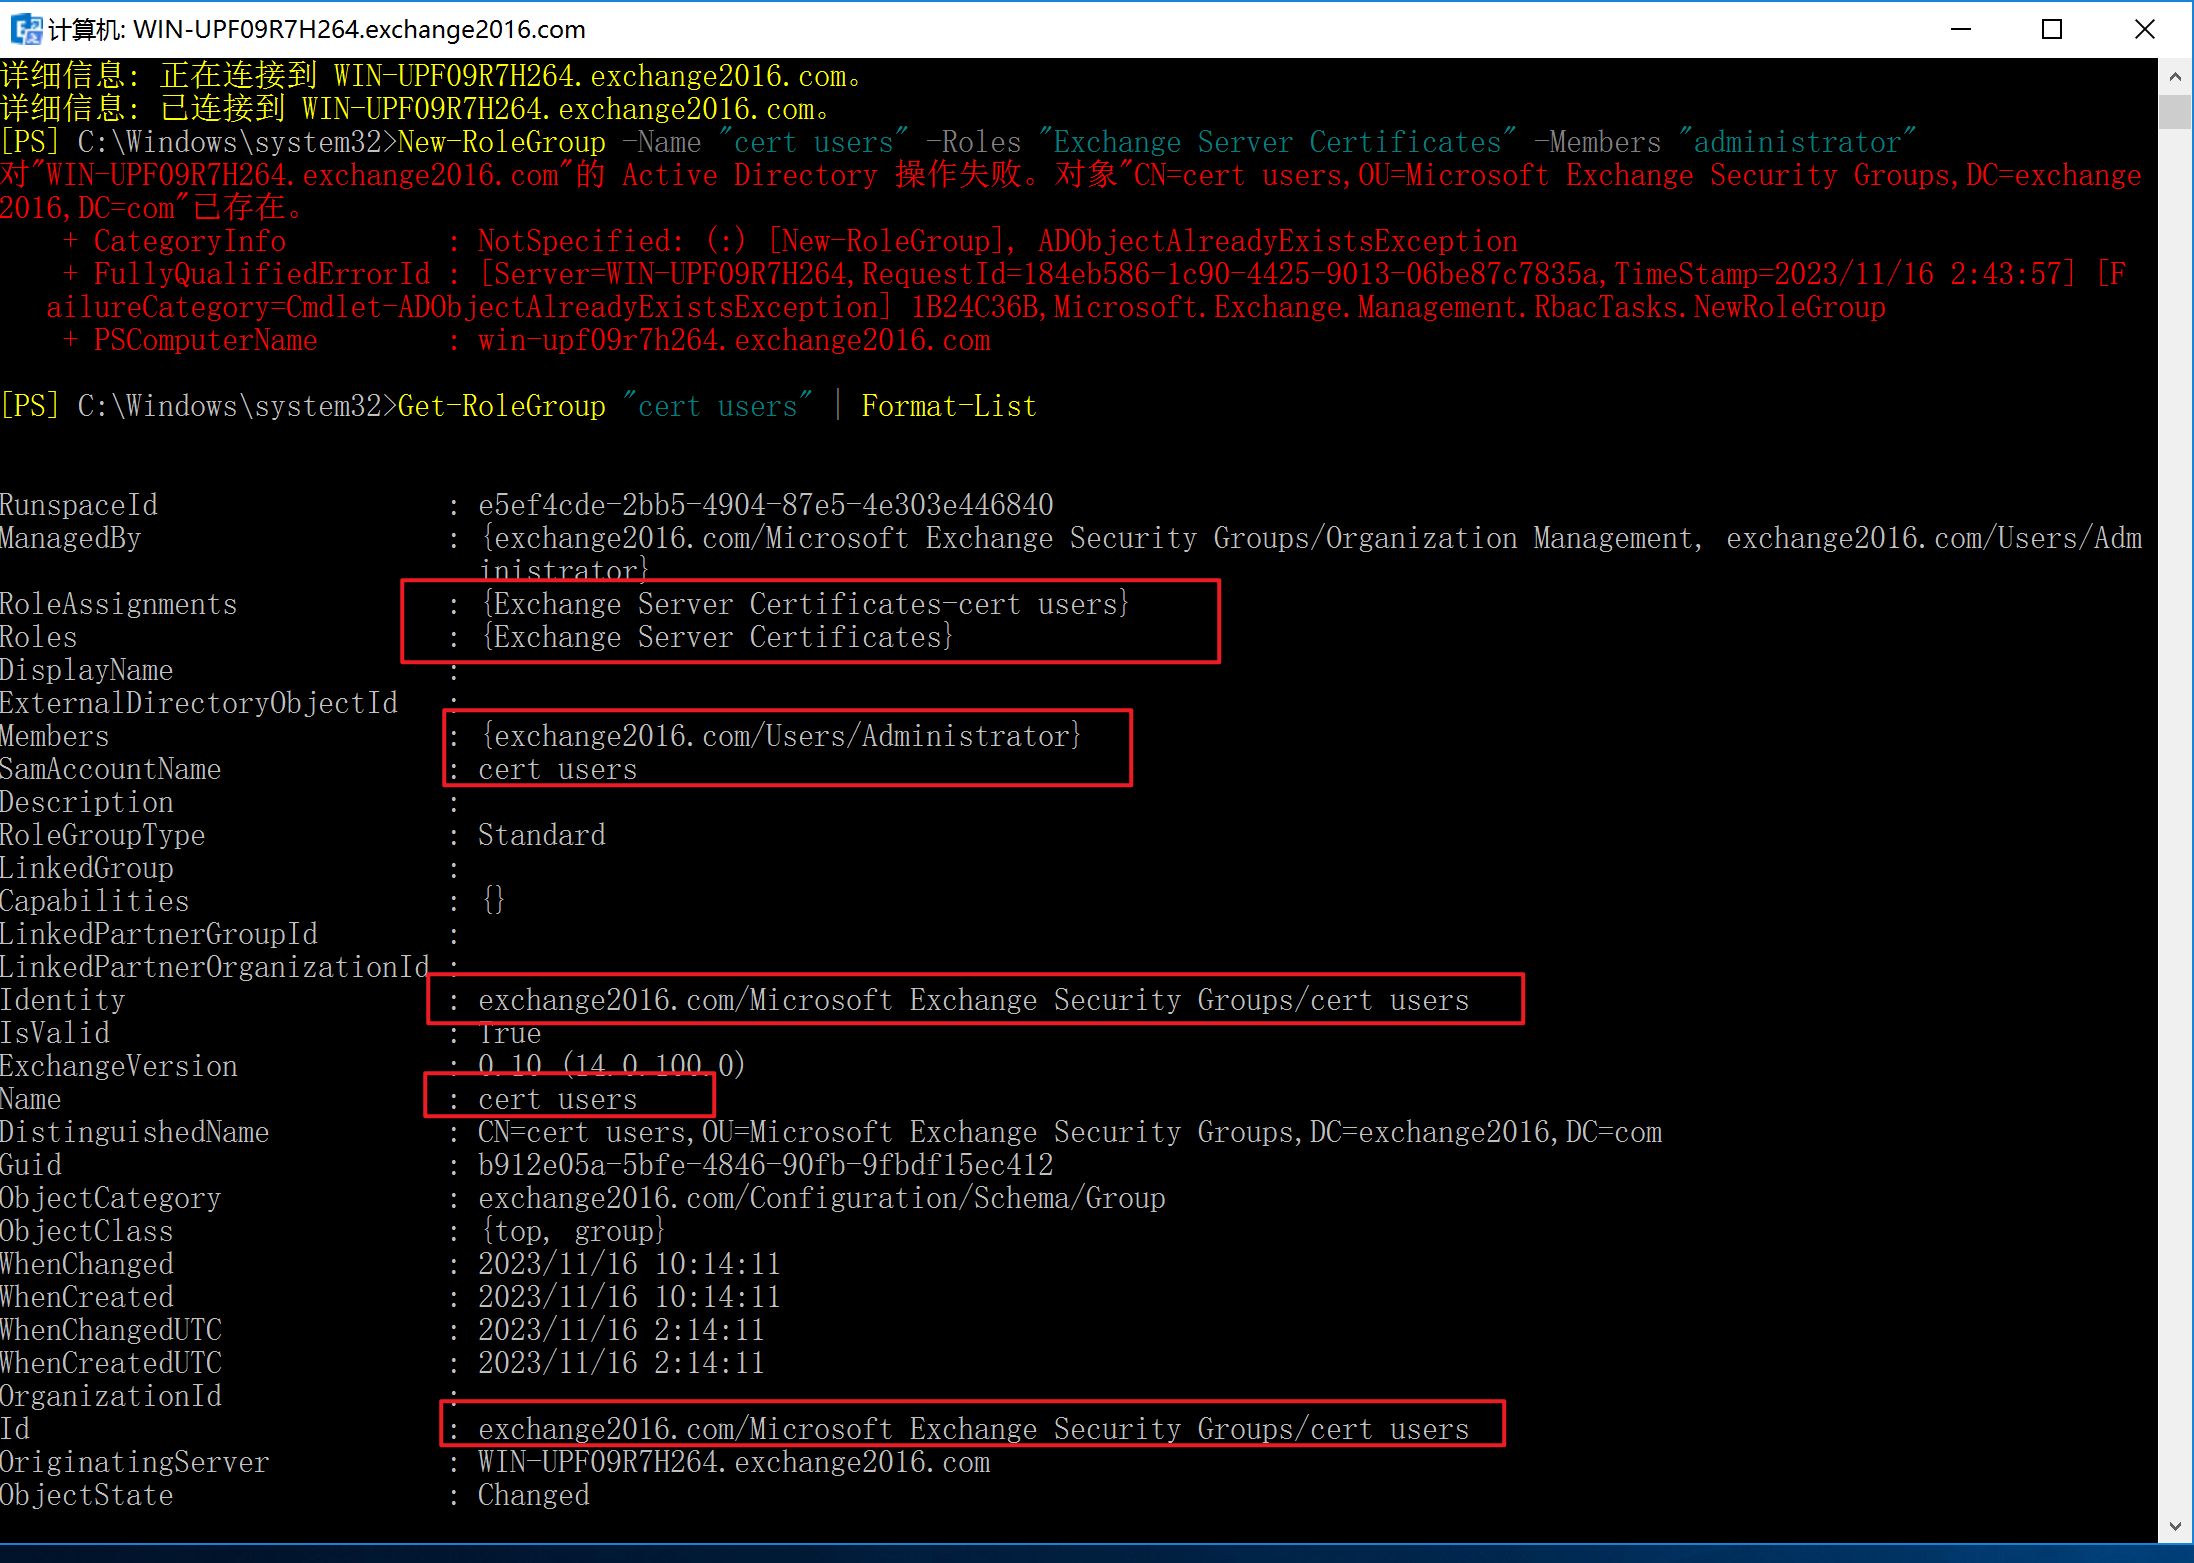 计算机: WIN-UPF09R7H264.exchange2016.com
详细信息: 正在连接到 WIN-UPF09R7H264.exchange2016.com。
详细信息: 已连接到 WIN-UPF09R7H264.exchange2016.com。
[PS] C:\Windows\system32>New-RoleGroup -Name "cert users" -Roles "Exchange Server Certificates" -Members "administrator"
对"WIN-UPF09R7H264.exchange2016.com"的 Active Directory 操作失败。对象"CN=cert users,OU=Microsoft Exchange Security Groups,DC=exchange
2016,DC=com"已存在。
+ CategoryInfo : NotSpecified: (:) [New-RoleGroup], ADObjectAlreadyExistsException
+ FullyQualifiedErrorId : [Server=WIN-UPF09R7H264,RequestId=184eb586-1c90-4425-9013-06be87c7835a,TimeStamp=2023/11/16 2:43:57] [F
ailureCategory=Cmdlet-ADObjectAlreadyExistsException] 1B24C36B,Microsoft.Exchange.Management.RbacTasks.NewRoleGroup
+ PSComputerName : win-upf09r7h264.exchange2016.com
[PS] C:\Windows\system32>Get-RoleGroup "cert users" | Format-List
RunspaceId : e5ef4cde-2bb5-4904-87e5-4e303e446840
ManagedBy : {exchange2016.com/Microsoft Exchange Security Groups/Organization Management, exchange2016.com/Users/Adm
inistrator}
RoleAssignments : {Exchange Server Certificates-cert users}
Roles : {Exchange Server Certificates}
DisplayName :
ExternalDirectoryObjectId :
Members : {exchange2016.com/Users/Administrator}
SamAccountName : cert users
Description :
RoleGroupType : Standard
LinkedGroup :
Capabilities : {}
LinkedPartnerGroupId :
LinkedPartnerOrganizationId :
Identity : exchange2016.com/Microsoft Exchange Security Groups/cert users
IsValid : True
ExchangeVersion : 0.10 (14.0.100.0)
Name : cert users
DistinguishedName : CN=cert users,OU=Microsoft Exchange Security Groups,DC=exchange2016,DC=com
Guid : b912e05a-5bfe-4846-90fb-9fbdf15ec412
ObjectCategory : exchange2016.com/Configuration/Schema/Group
ObjectClass : {top, group}
WhenChanged : 2023/11/16 10:14:11
WhenCreated : 2023/11/16 10:14:11
WhenChangedUTC : 2023/11/16 2:14:11
WhenCreatedUTC : 2023/11/16 2:14:11
OrganizationId :
Id : exchange2016.com/Microsoft Exchange Security Groups/cert users
OriginatingServer : WIN-UPF09R7H264.exchange2016.com
ObjectState : Changed